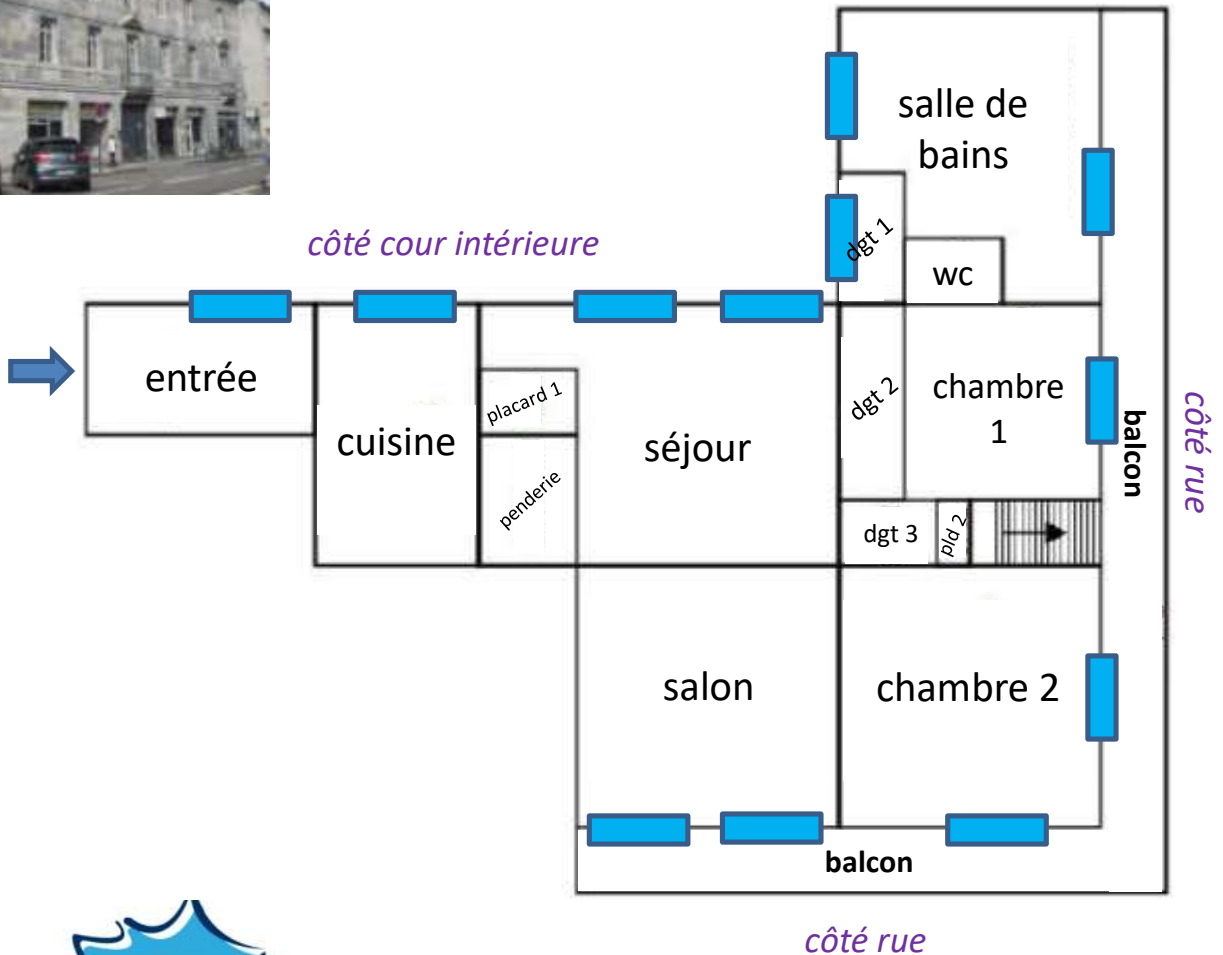 salle de
bains
dgt 1
wc
côté cour intérieure
entrée
cuisine
placard 1
penderie
séjour
dgt 2
chambre
1
balcon
côté rue
dgt 3
pld 2
salon
chambre 2
balcon
côté rue